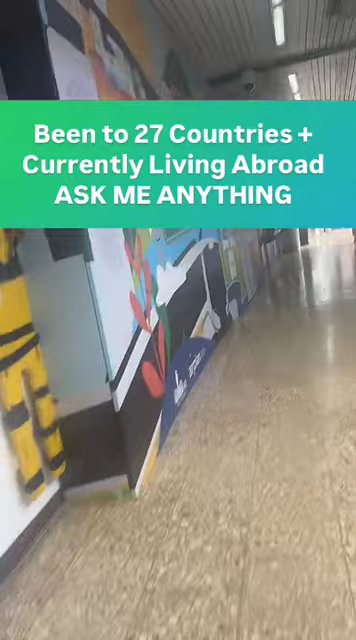 Been to 27 Countries +
Currently Living Abroad
ASK ME ANYTHING